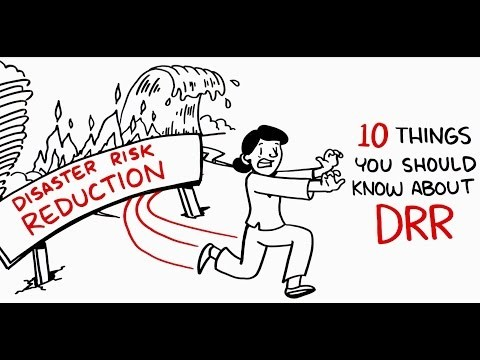 DISASTER RISK
REDUCTION
10 THINGS
YOU SHOULD
KNOW ABOUT
DRR